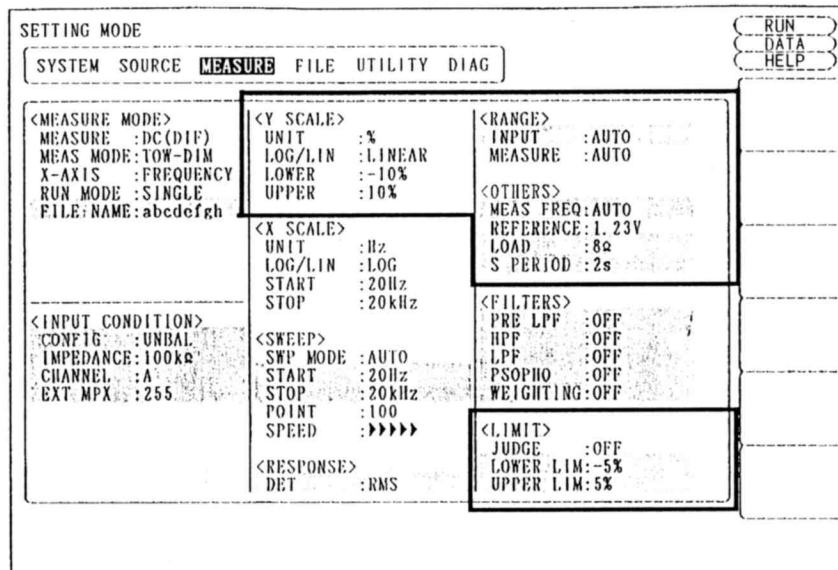 SETTING MODE
RUN
DATA
HELP
SYSTEM SOURCE MEASURE FILE UTILITY DIAG
<MEASURE MODE>
MEASURE :DC(DIF)
MEAS MODE:TOW-DIM
X-AXIS :FREQUENCY
RUN MODE :SINGLE
FILE NAME:abcdefgh
<INPUT CONDITION>
CONFIG :UNBAL
IMPEDANCE:100kΩ
CHANNEL :A
EXT MPX :255
<Y SCALE>
UNIT :%
LOG/LIN :LINEAR
LOWER :-10%
UPPER :10%
<X SCALE>
UNIT :Hz
LOG/LIN :LOG
START :20Hz
STOP :20kHz
<SWEEP>
SWP MODE :AUTO
START :20Hz
STOP :20kHz
POINT :100
SPEED :❯❯❯❯❯
<RESPONSE>
DET :RMS
<RANGE>
INPUT :AUTO
MEASURE :AUTO
<OTHERS>
MEAS FREQ:AUTO
REFERENCE:1.23V
LOAD :8Ω
S PERIOD :2s
<FILTERS>
PRE LPF :OFF
HPF :OFF
LPF :OFF
PSOPHO :OFF
WEIGHTING:OFF
<LIMIT>
JUDGE :OFF
LOWER LIM:-5%
UPPER LIM:5%